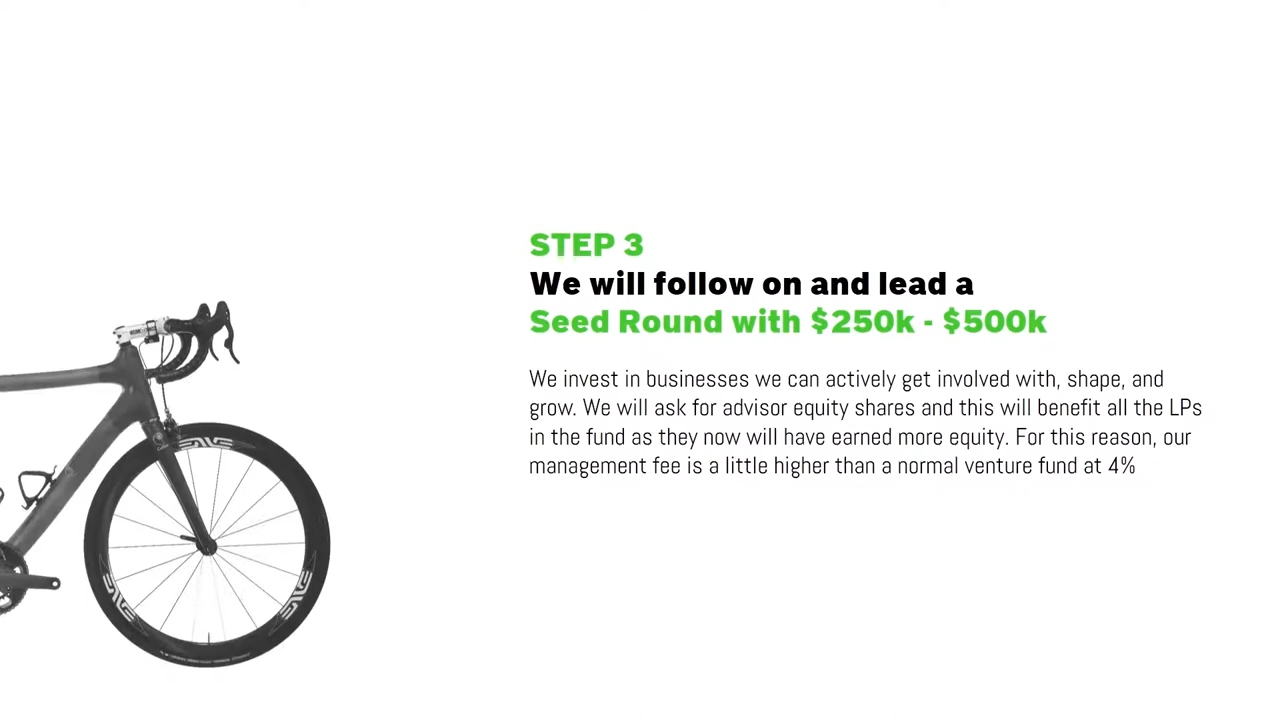 STEP 3
We will follow on and lead a
Seed Round with $250k - $500k
We invest in businesses we can actively get involved with, shape, and
grow. We will ask for advisor equity shares and this will benefit all the LPs
in the fund as they now will have earned more equity. For this reason, our
management fee is a little higher than a normal venture fund at 4%
ENVE
ENVE
ENVE